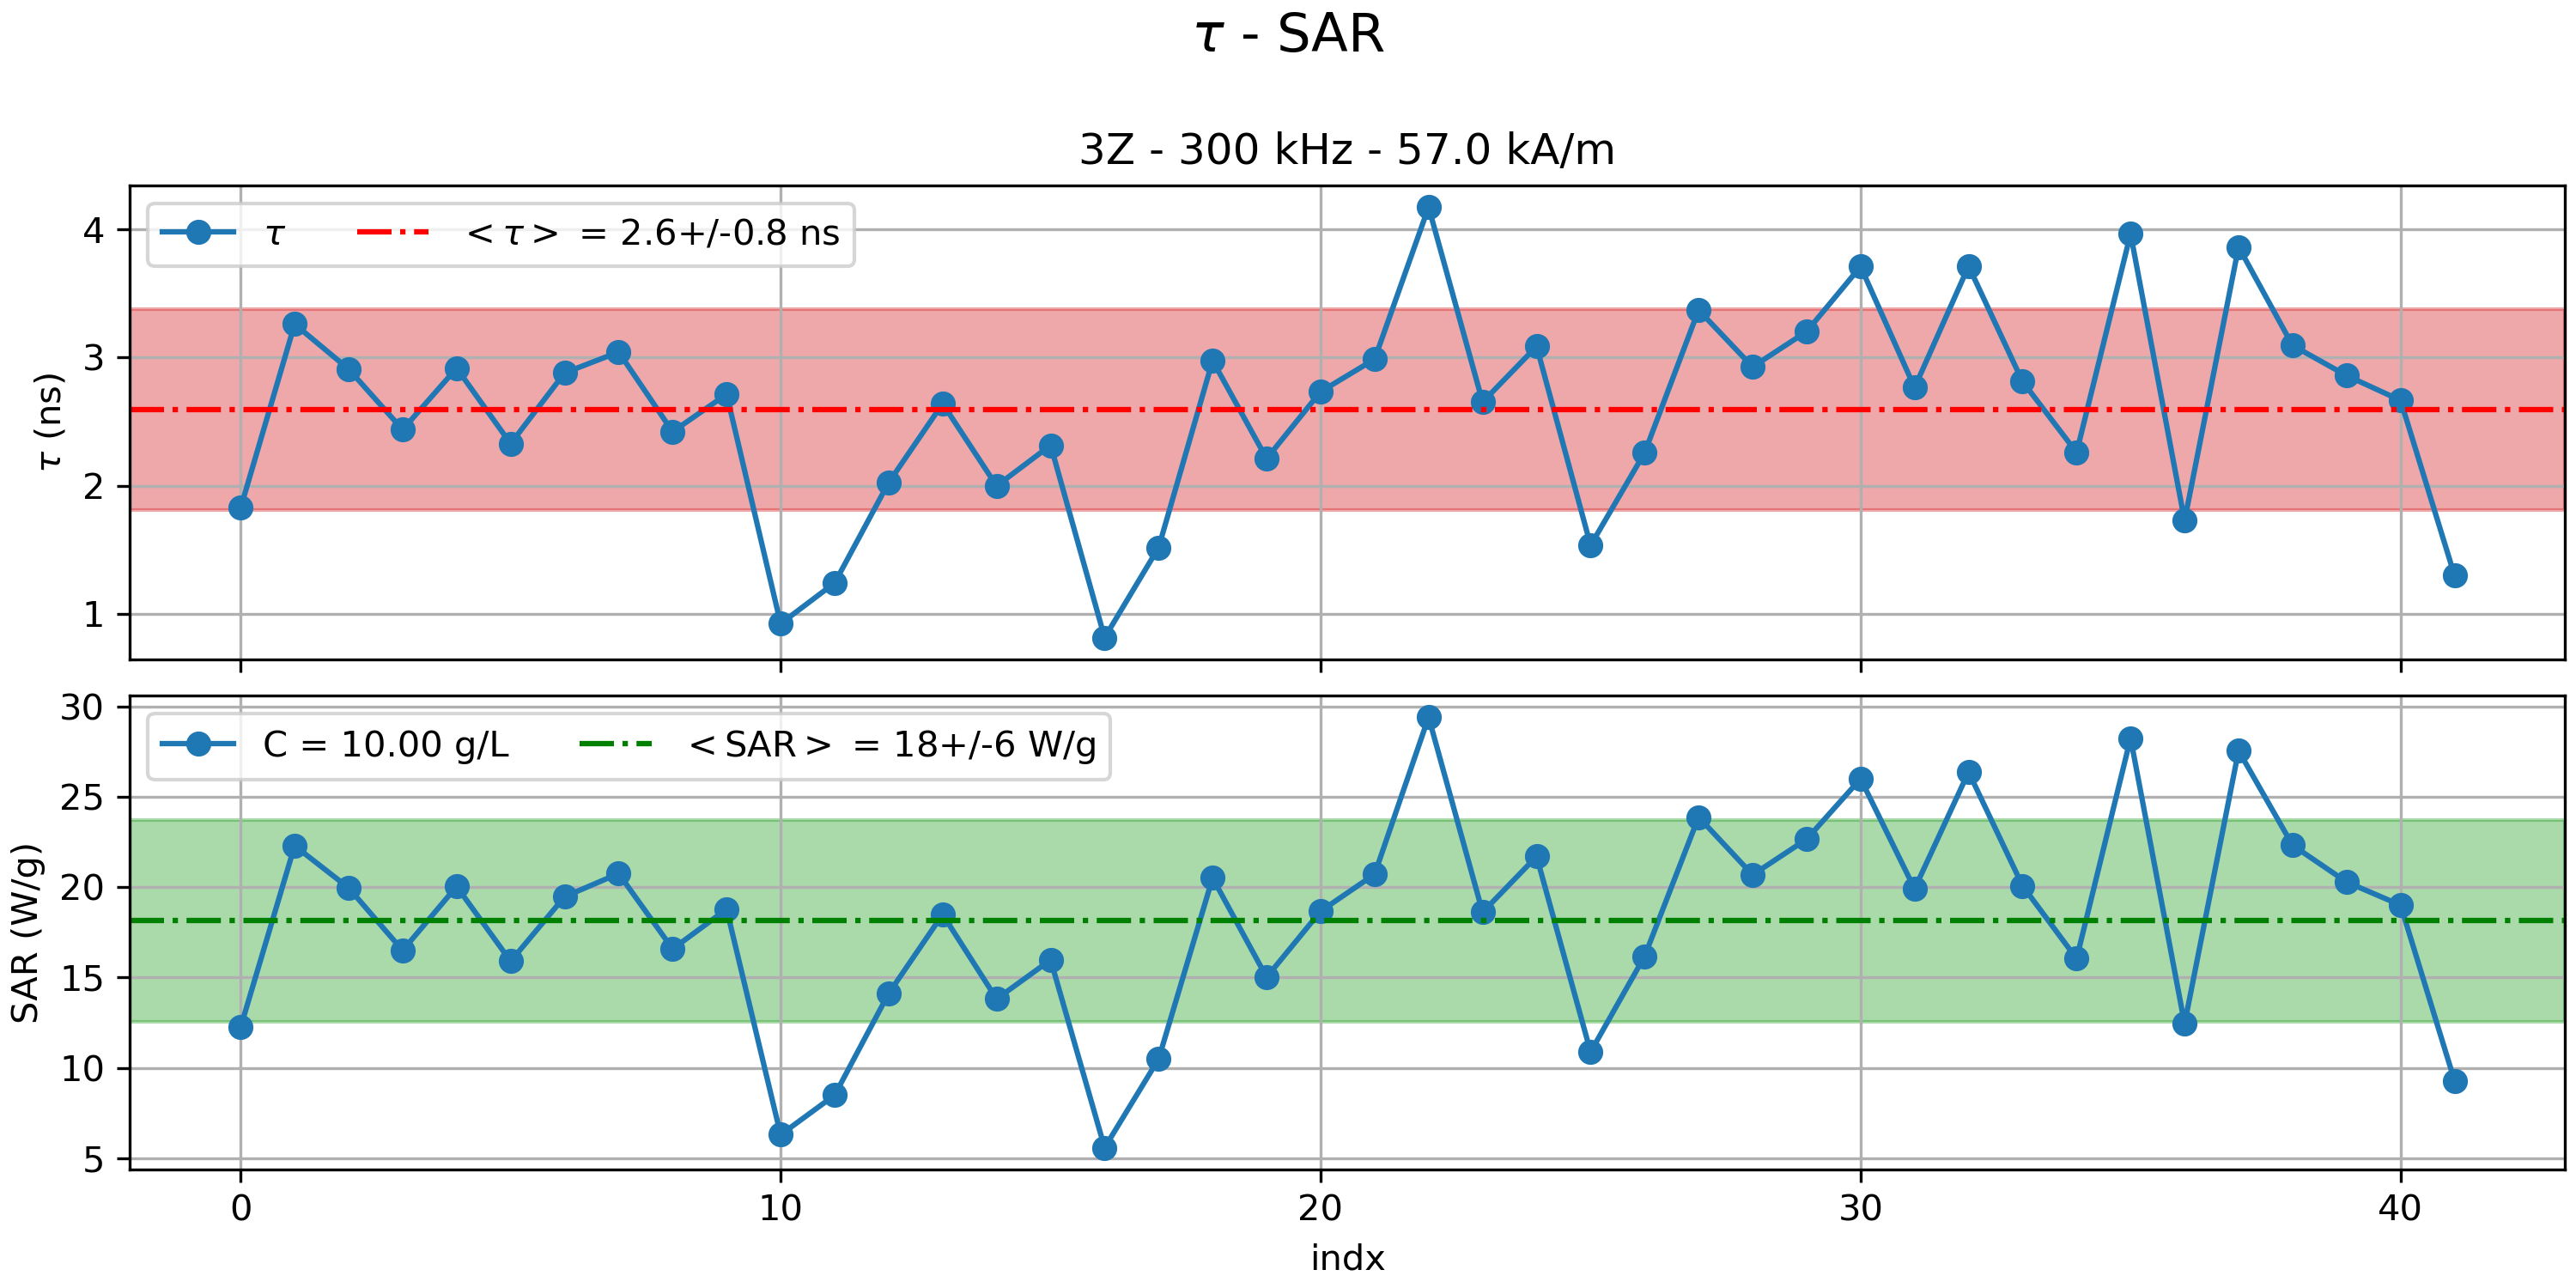 τ - SAR
3Z - 300 kHz - 57.0 kA/m
τ <τ> = 2.6+/-0.8 ns
τ (ns)
4
3
2
1
C = 10.00 g/L <SAR> = 18+/-6 W/g
SAR (W/g)
30
25
20
15
10
5
0 10 20 30 40
indx